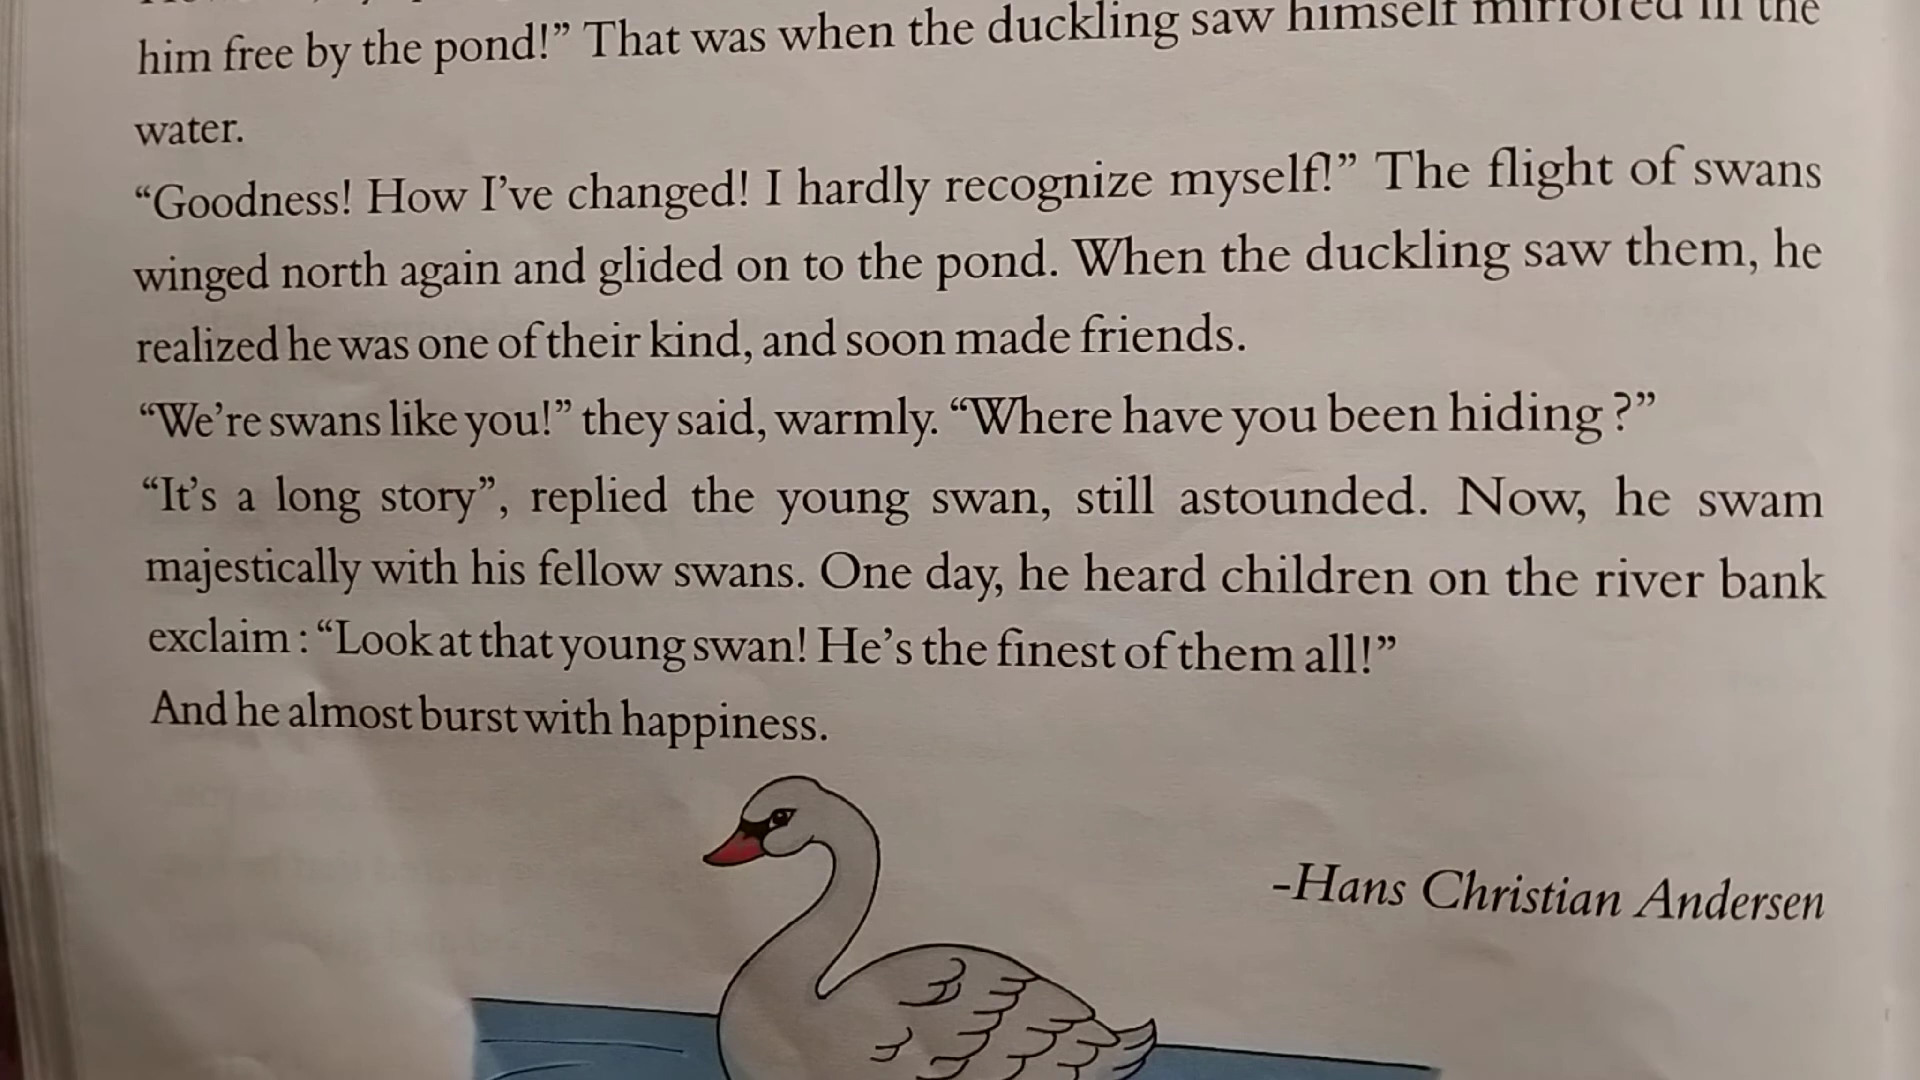 him free by the pond!” That was when the duckling saw himself mirrored in the
water.
“Goodness! How I’ve changed! I hardly recognize myself!” The flight of swans
winged north again and glided on to the pond. When the duckling saw them, he
realized he was one of their kind, and soon made friends.
“We’re swans like you!” they said, warmly. “Where have you been hiding ?”
“It’s a long story”, replied the young swan, still astounded. Now, he swam
majestically with his fellow swans. One day, he heard children on the river bank
exclaim : “Look at that young swan! He’s the finest of them all!”
And he almost burst with happiness.
-Hans Christian Andersen